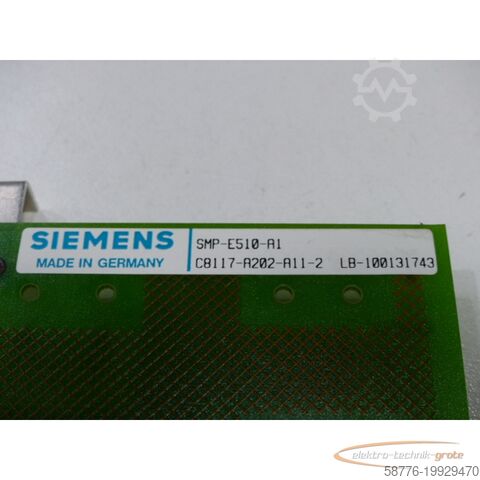 SIEMENS
MADE IN GERMANY
SMP-E510-A1
C8117-A202-A11-2 LB-100131743
elektro-technik-grote
58776-19929470